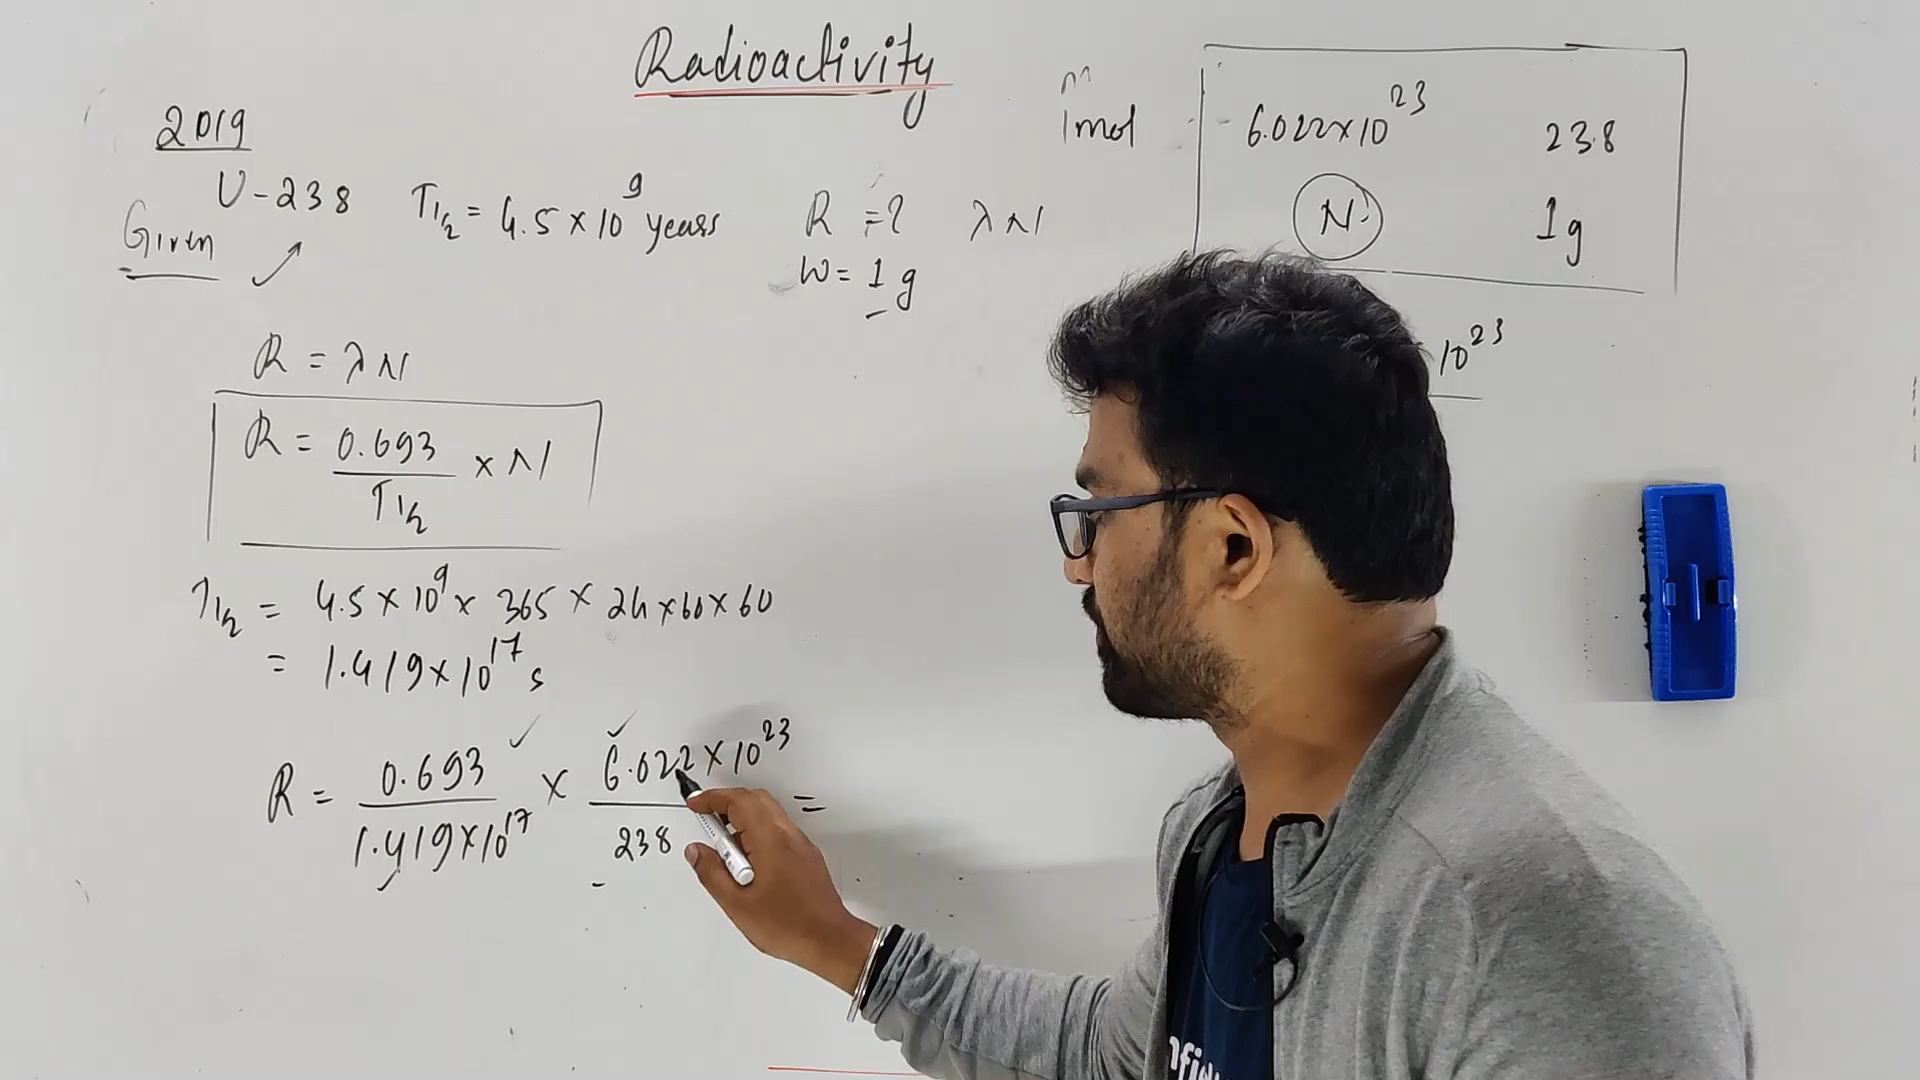 Radioactivity
2019
U-238 T1/2 = 4.5 × 10^9 years
Given
R = ?  λN
W = 1 g
1mol 6.022×10^23 238
N 1g
10^23
R = λN
R = 0.693/T1/2 × N
T1/2 = 4.5 × 10^9 × 365 × 24 × 60 × 60
= 1.419 × 10^17 s
R = 0.693/1.419×10^17 × 6.022×10^23/238 =